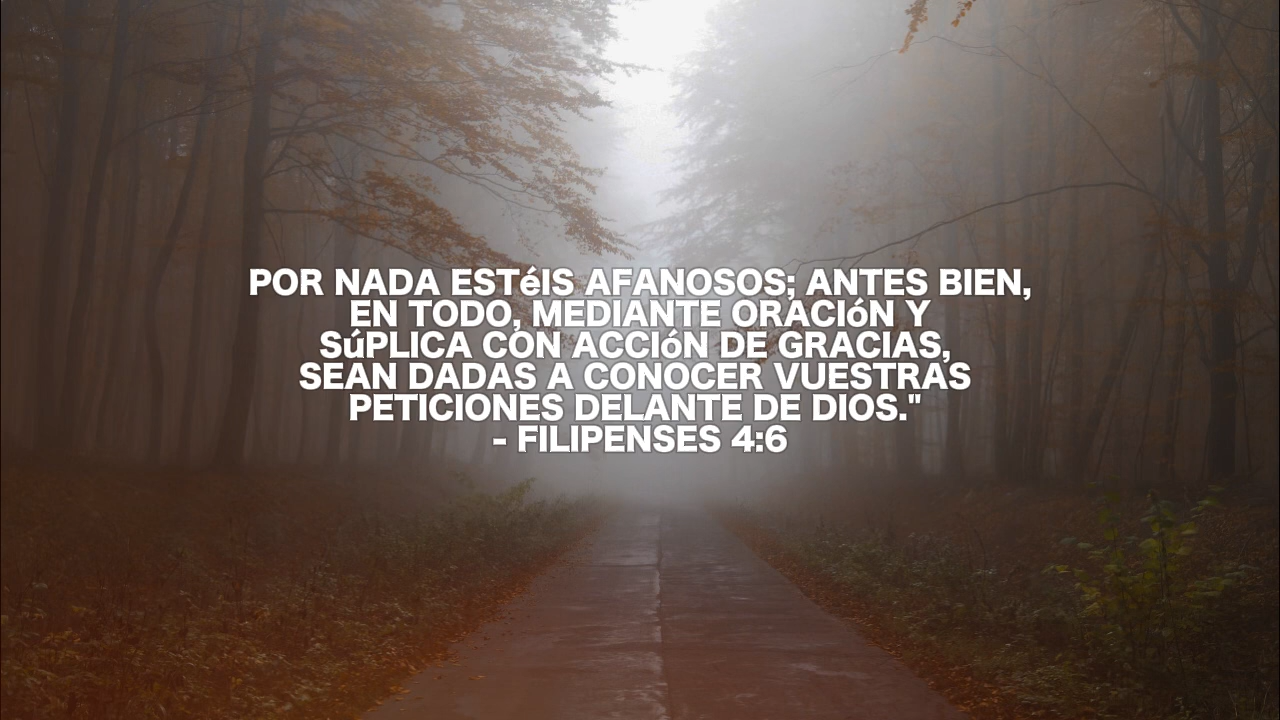 POR NADA ESTéIS AFANOSOS; ANTES BIEN,
EN TODO, MEDIANTE ORACIóN Y
SúPLICA CON ACCIóN DE GRACIAS,
SEAN DADAS A CONOCER VUESTRAS
PETICIONES DELANTE DE DIOS."
- FILIPENSES 4:6